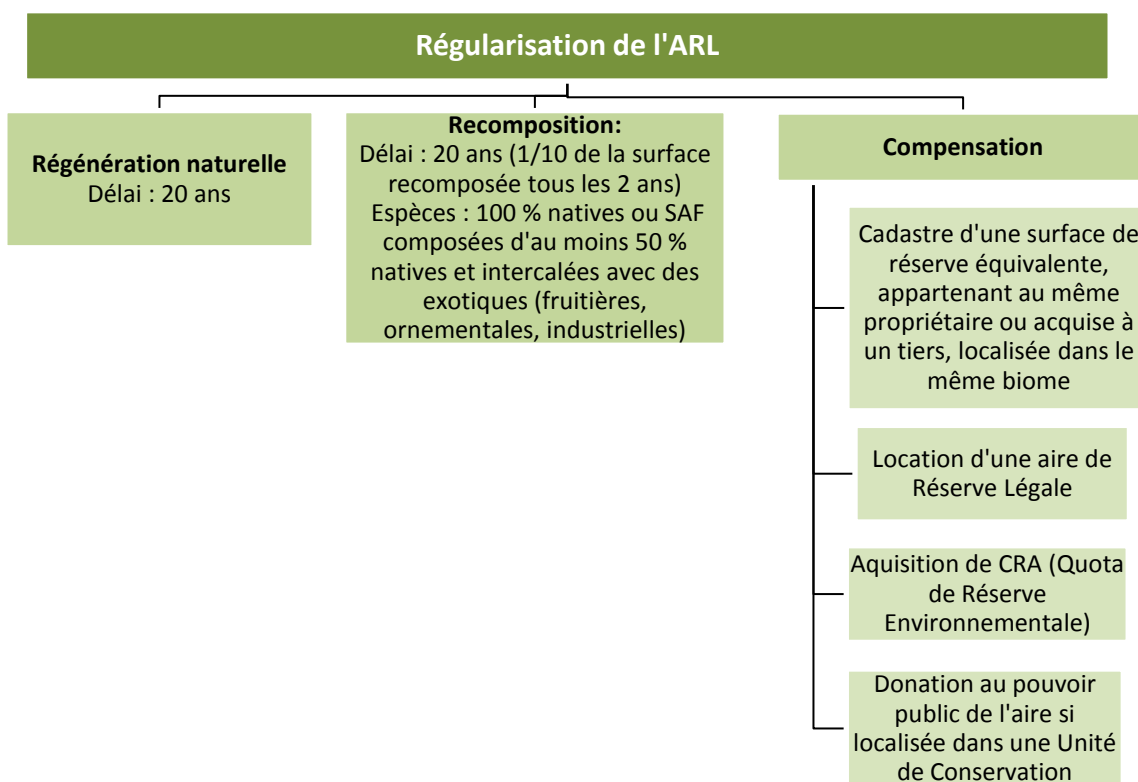 Régularisation de l'ARL
Régénération naturelle
Délai : 20 ans
Recomposition:
Délai : 20 ans (1/10 de la surface
recomposée tous les 2 ans)
Espèces : 100 % natives ou SAF
composées d'au moins 50 %
natives et intercalées avec des
exotiques (fruitières,
ornementales, industrielles)
Compensation
Cadastre d'une surface de
réserve équivalente,
appartenant au même
propriétaire ou acquise à
un tiers, localisée dans le
même biome
Location d'une aire de
Réserve Légale
Aquisition de CRA (Quota
de Réserve
Environnementale)
Donation au pouvoir
public de l'aire si
localisée dans une Unité
de Conservation